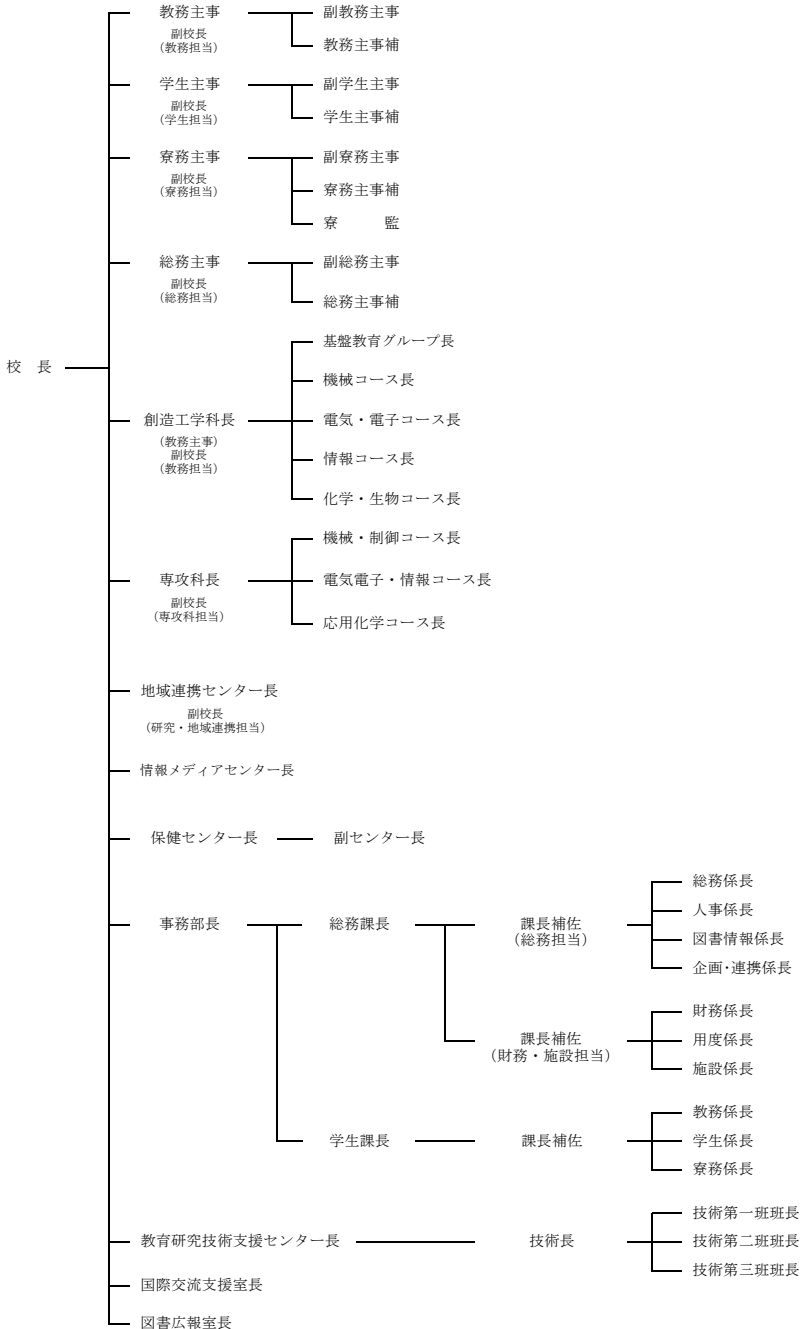 教務主事
副校長
（教務担当）
副教務主事
教務主事補
学生主事
副校長
（学生担当）
副学生主事
学生主事補
寮務主事
副校長
（寮務担当）
副寮務主事
寮務主事補
寮　　　監
総務主事
副校長
（総務担当）
副総務主事
総務主事補
校　長
創造工学科長
（教務主事）
副校長
（教務担当）
基盤教育グループ長
機械コース長
電気・電子コース長
情報コース長
化学・生物コース長
専攻科長
副校長
（専攻科担当）
機械・制御コース長
電気電子・情報コース長
応用化学コース長
地域連携センター長
副校長
（研究・地域連携担当）
情報メディアセンター長
保健センター長
副センター長
事務部長
総務課長
課長補佐
（総務担当）
総務係長
人事係長
図書情報係長
企画・連携係長
課長補佐
（財務・施設担当）
財務係長
用度係長
施設係長
学生課長
課長補佐
教務係長
学生係長
寮務係長
教育研究技術支援センター長
技術長
技術第一班班長
技術第二班班長
技術第三班班長
国際交流支援室長
図書広報室長